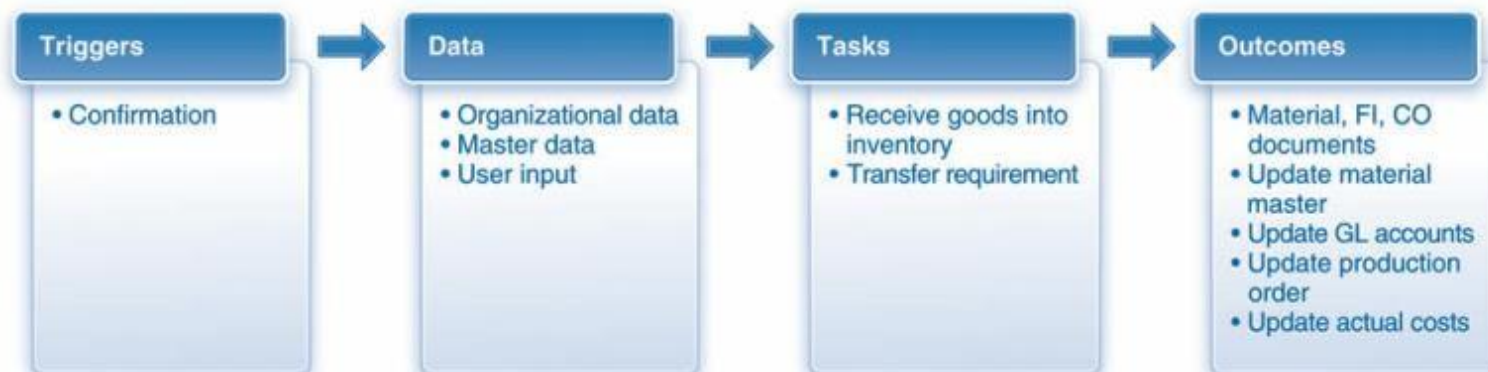 Triggers
• Confirmation
Data
• Organizational data
• Master data
• User input
Tasks
• Receive goods into
inventory
• Transfer requirement
Outcomes
• Material, FI, CO
documents
• Update material
master
• Update GL accounts
• Update production
order
• Update actual costs